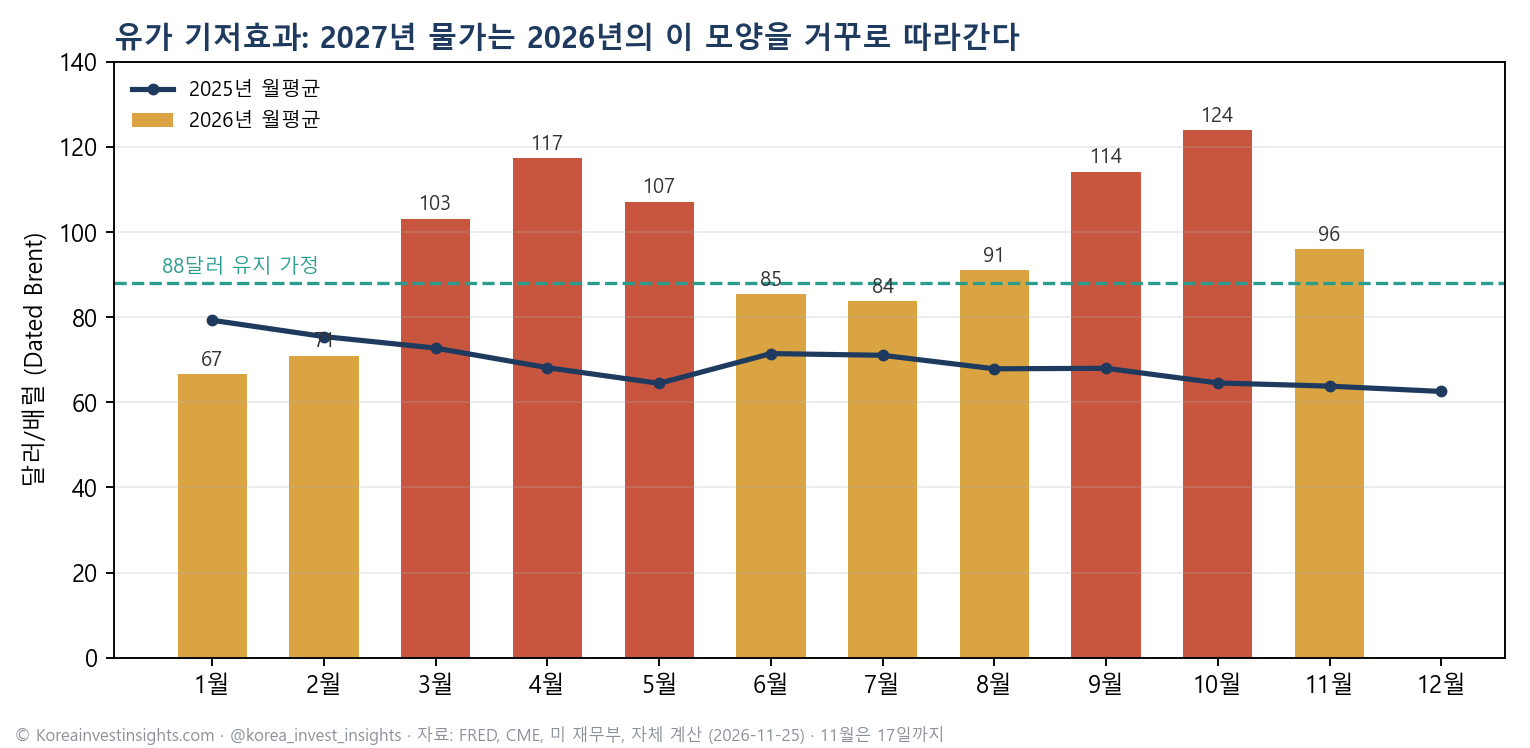 유가 기저효과: 2027년 물가는 2026년의 이 모양을 거꾸로 따라간다
달러/배럴 (Dated Brent)
140
120
100
80
60
40
20
0
2025년 월평균
2026년 월평균
88달러 유지 가정
67
71
103
117
107
85
84
91
114
124
96
1월 2월 3월 4월 5월 6월 7월 8월 9월 10월 11월 12월
© Koreainvestinsights.com · @korea_invest_insights · 자료: FRED, CME, 미 재무부, 자체 계산 (2026-11-25) · 11월은 17일까지